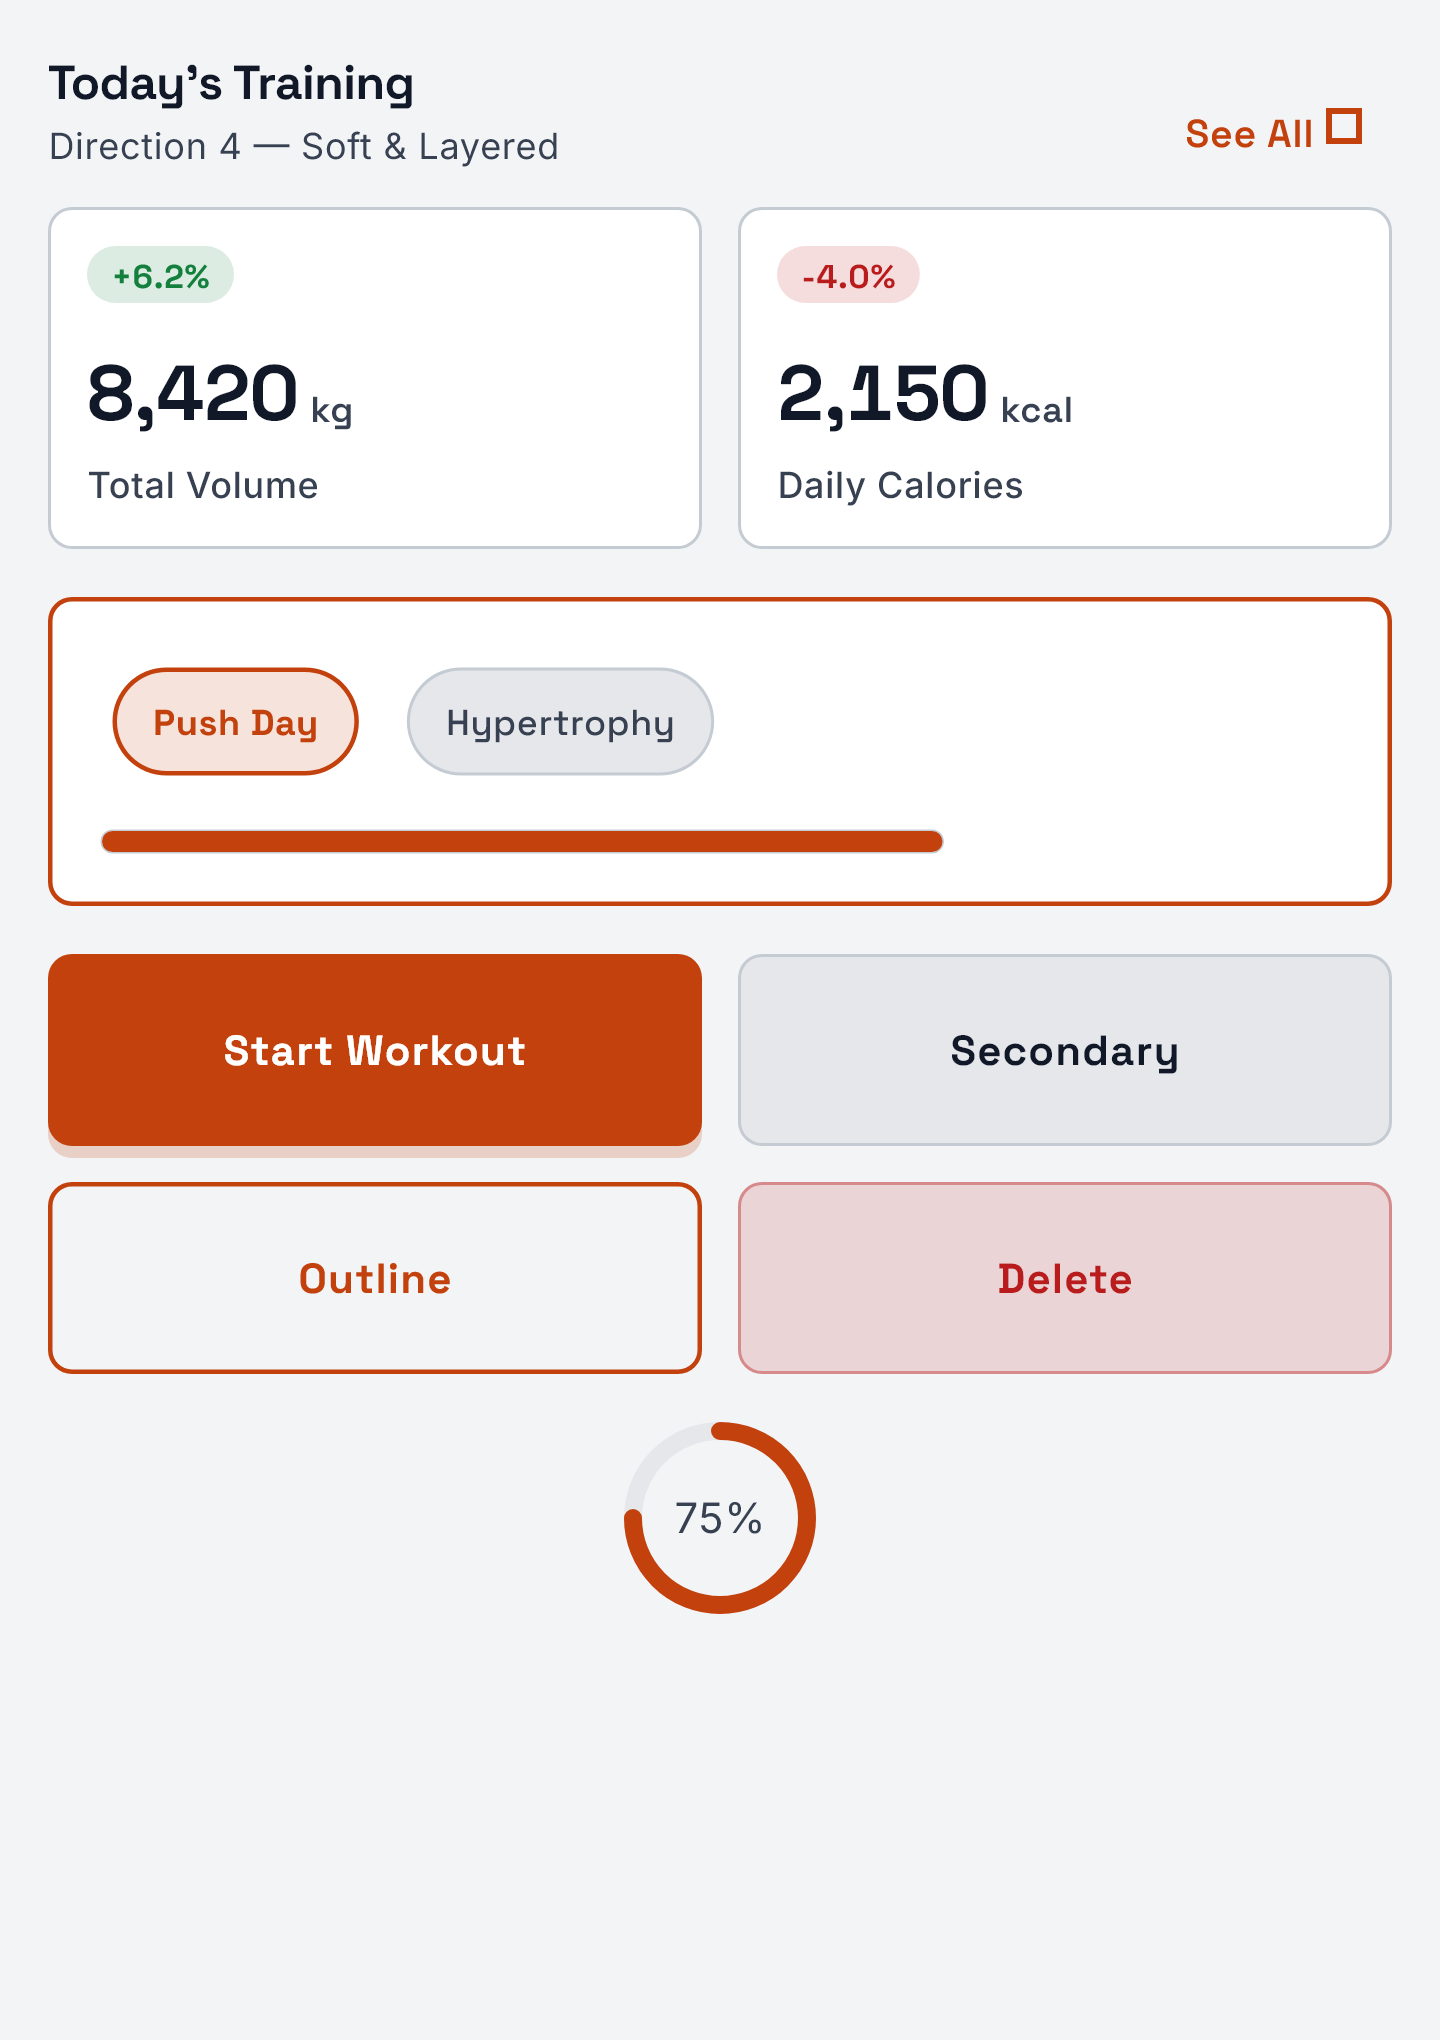 Today’s Training
Direction 4 — Soft & Layered
See All
+6.2%
8,420 kg
Total Volume
-4.0%
2,150 kcal
Daily Calories
Push Day
Hypertrophy
Start Workout
Secondary
Outline
Delete
75%